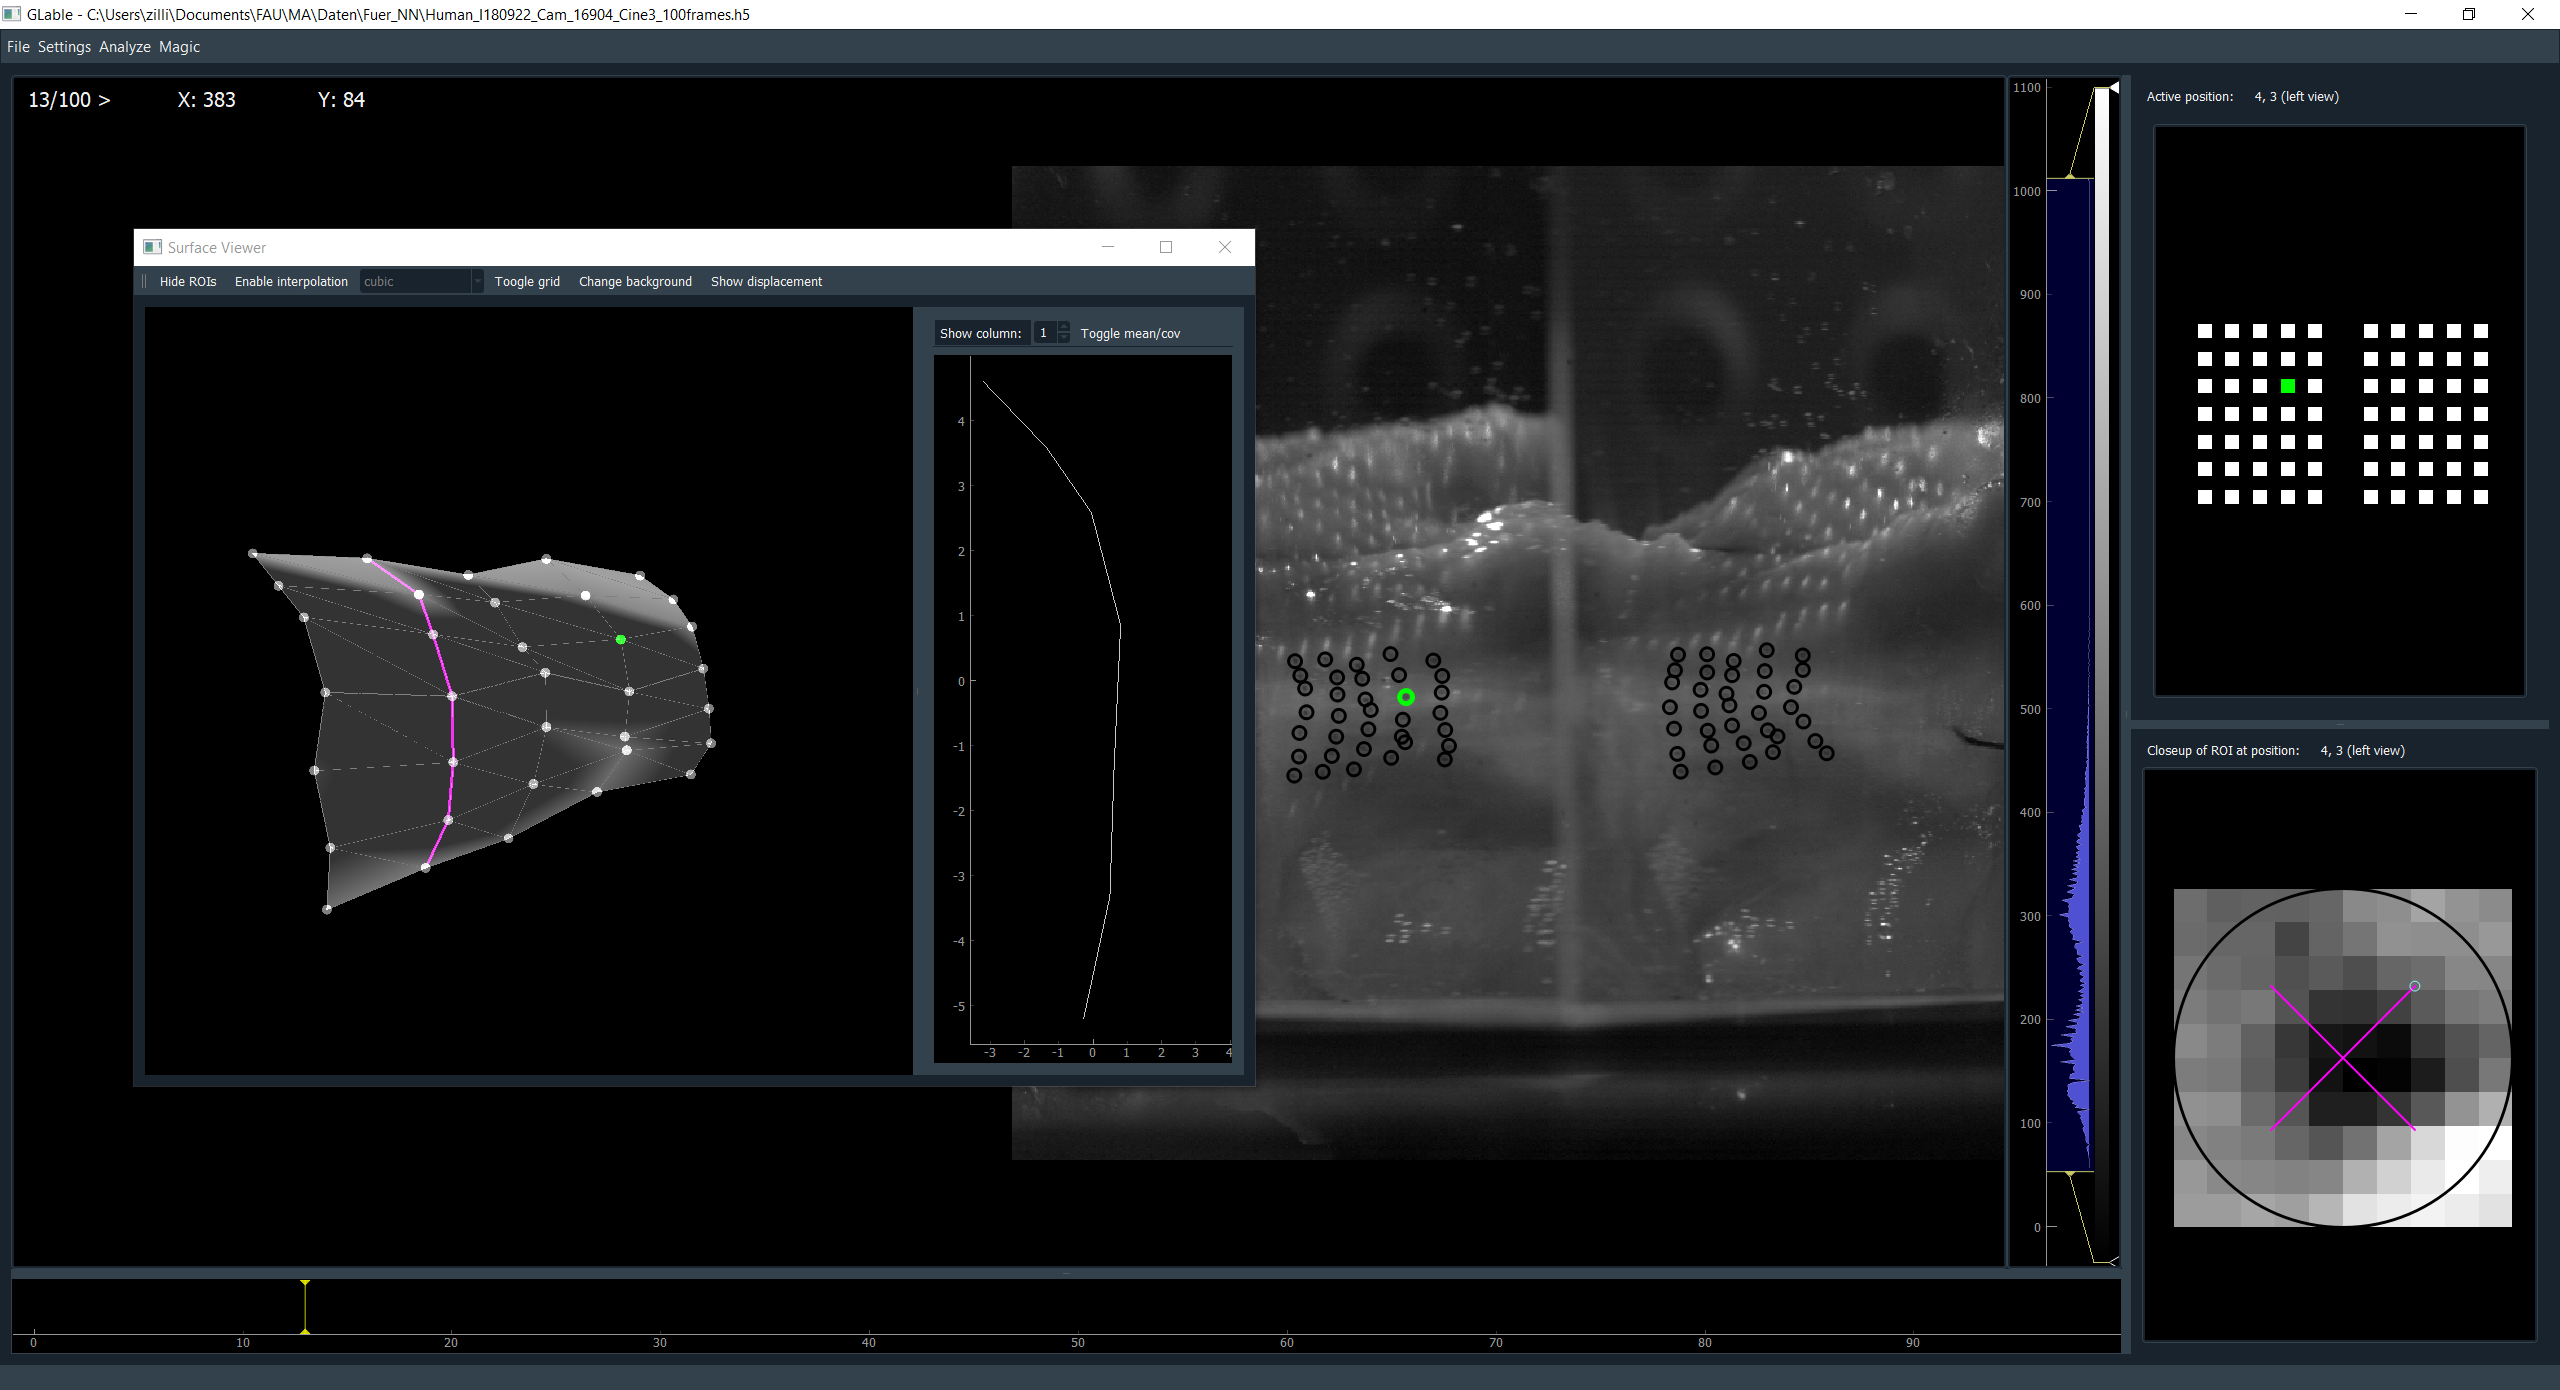 GLable - C:\Users\zilli\Documents\FAU\MA\Daten\Fuer_NN\Human_I180922_Cam_16904_Cine3_100frames.h5
File Settings Analyze Magic
13/100 > X: 383 Y: 84
Surface Viewer
Hide ROIs Enable interpolation cubic Toogle grid Change background Show displacement
Show column: 1 Toggle mean/cov
4
3
2
1
0
-1
-2
-3
-4
-5
-3 -2 -1 0 1 2 3 4
1100
1000
900
800
700
600
500
400
300
200
100
0
0 10 20 30 40 50 60 70 80 90
Active position: 4, 3 (left view)
Closeup of ROI at position: 4, 3 (left view)